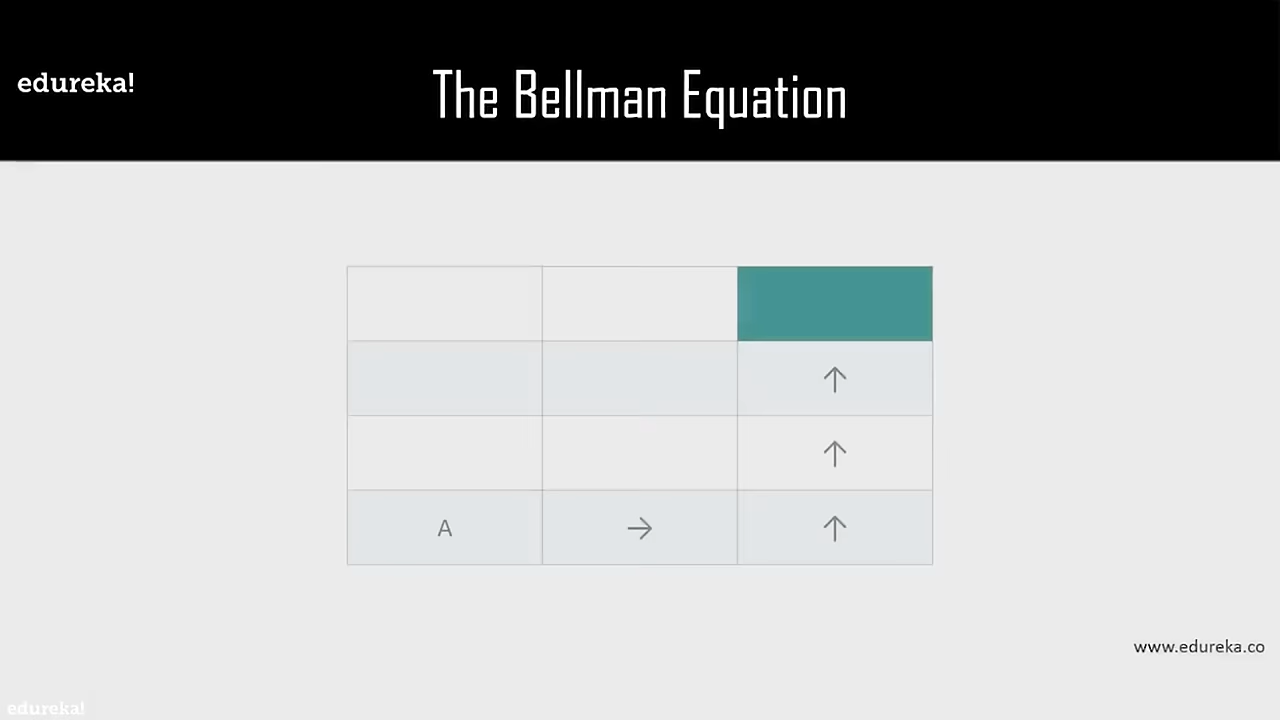 edureka!
The Bellman Equation
↑
↑
A → ↑
www.edureka.co
edureka!